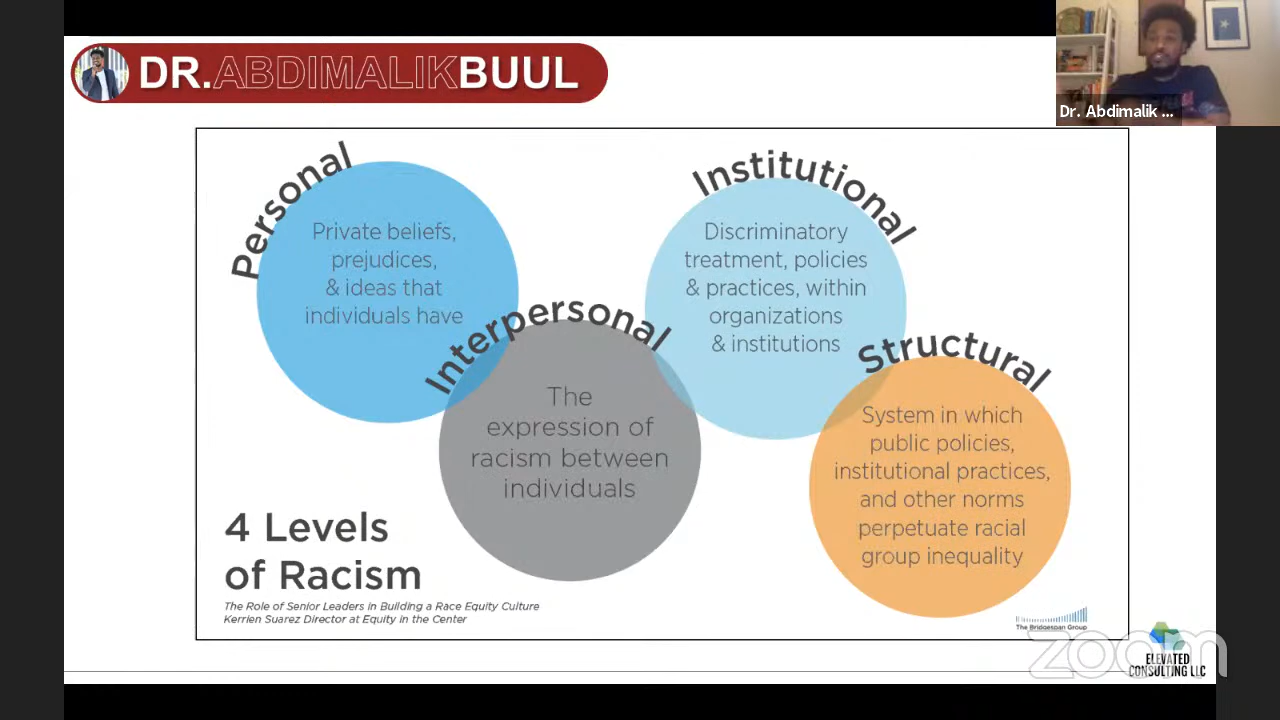 DR.ABDIMALIKBUUL
Dr. Abdimalik ...
Personal
Private beliefs,
prejudices,
& ideas that
individuals have
Interpersonal
The
expression of
racism between
individuals
Institutional
Discriminatory
treatment, policies
& practices, within
organizations
& institutions
Structural
System in which
public policies,
institutional practices,
and other norms
perpetuate racial
group inequality
4 Levels
of Racism
The Role of Senior Leaders in Building a Race Equity Culture
Kerrien Suarez Director at Equity in the Center
The Bridgespan Group
zoom
ELEVATED
CONSULTING LLC